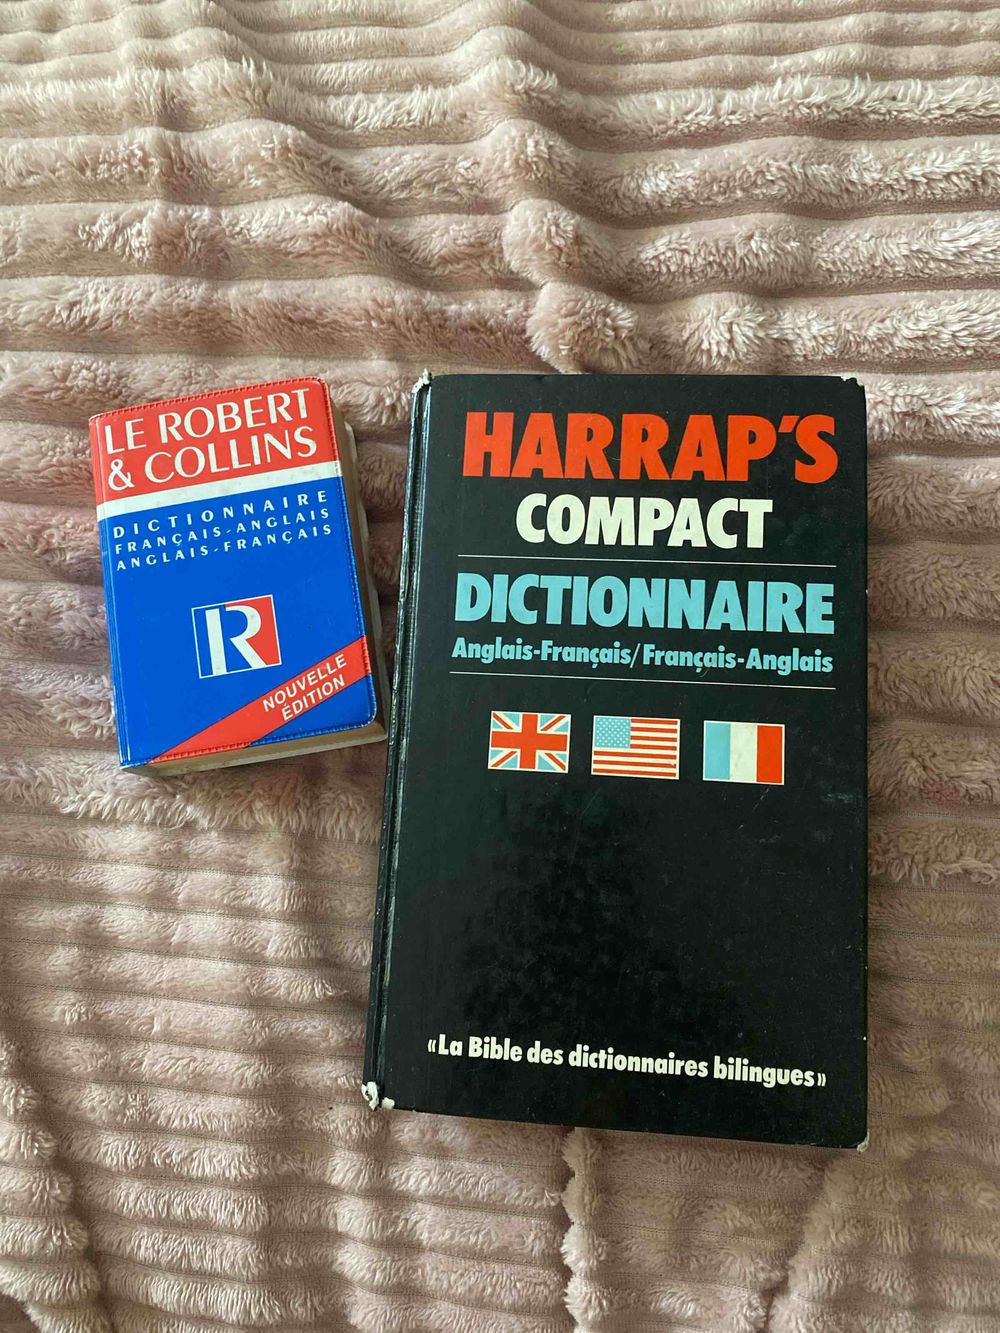 LE ROBERT
& COLLINS
DICTIONNAIRE
FRANÇAIS-ANGLAIS
ANGLAIS-FRANÇAIS
R
NOUVELLE
ÉDITION
HARRAP'S
COMPACT
DICTIONNAIRE
Anglais-Français/Français-Anglais
«La Bible des dictionnaires bilingues»